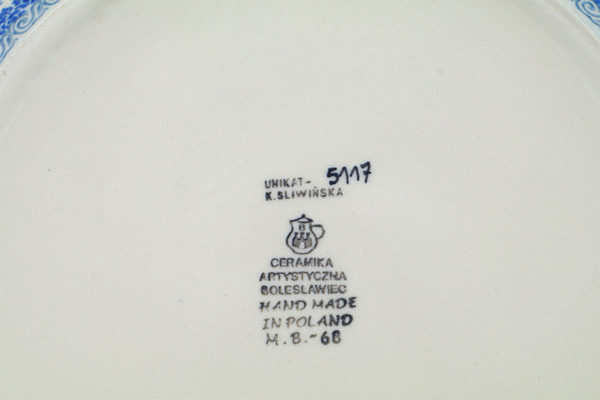 UNIKAT- 5117
K.SLIWIŃSKA
B
CERAMIKA
ARTYSTYCZNA
BOLESŁAWIEC
HAND MADE
IN POLAND
M.B.-68